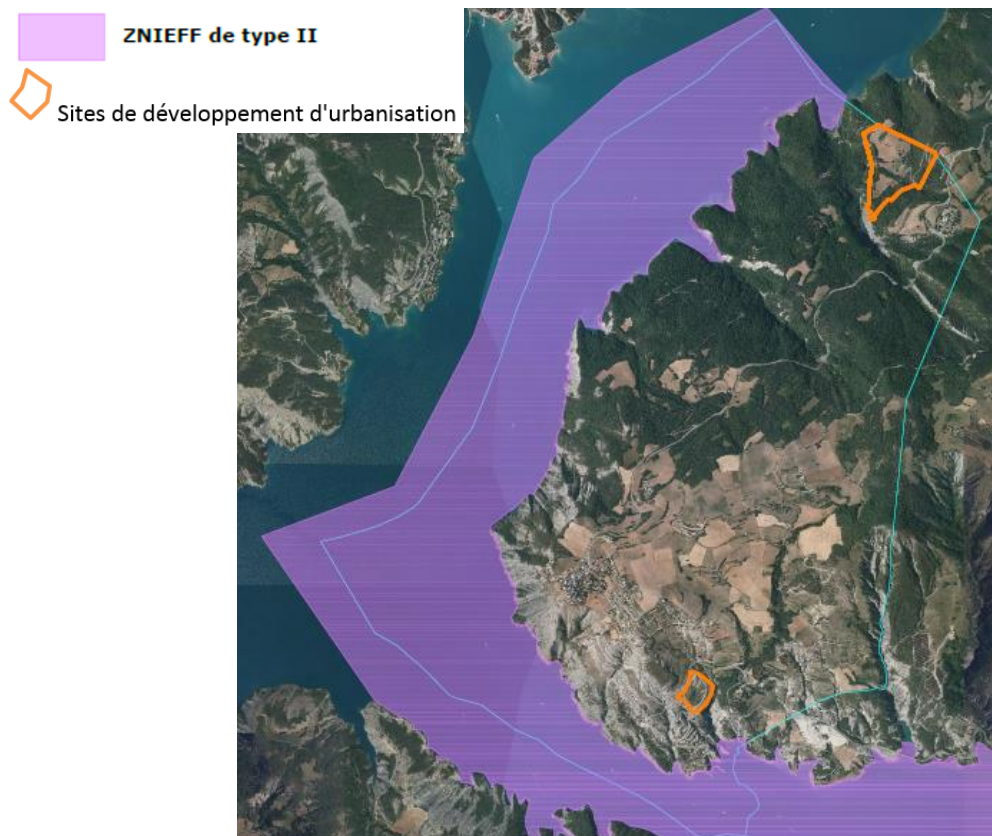 ZNIEFF de type II
Sites de développement d'urbanisation